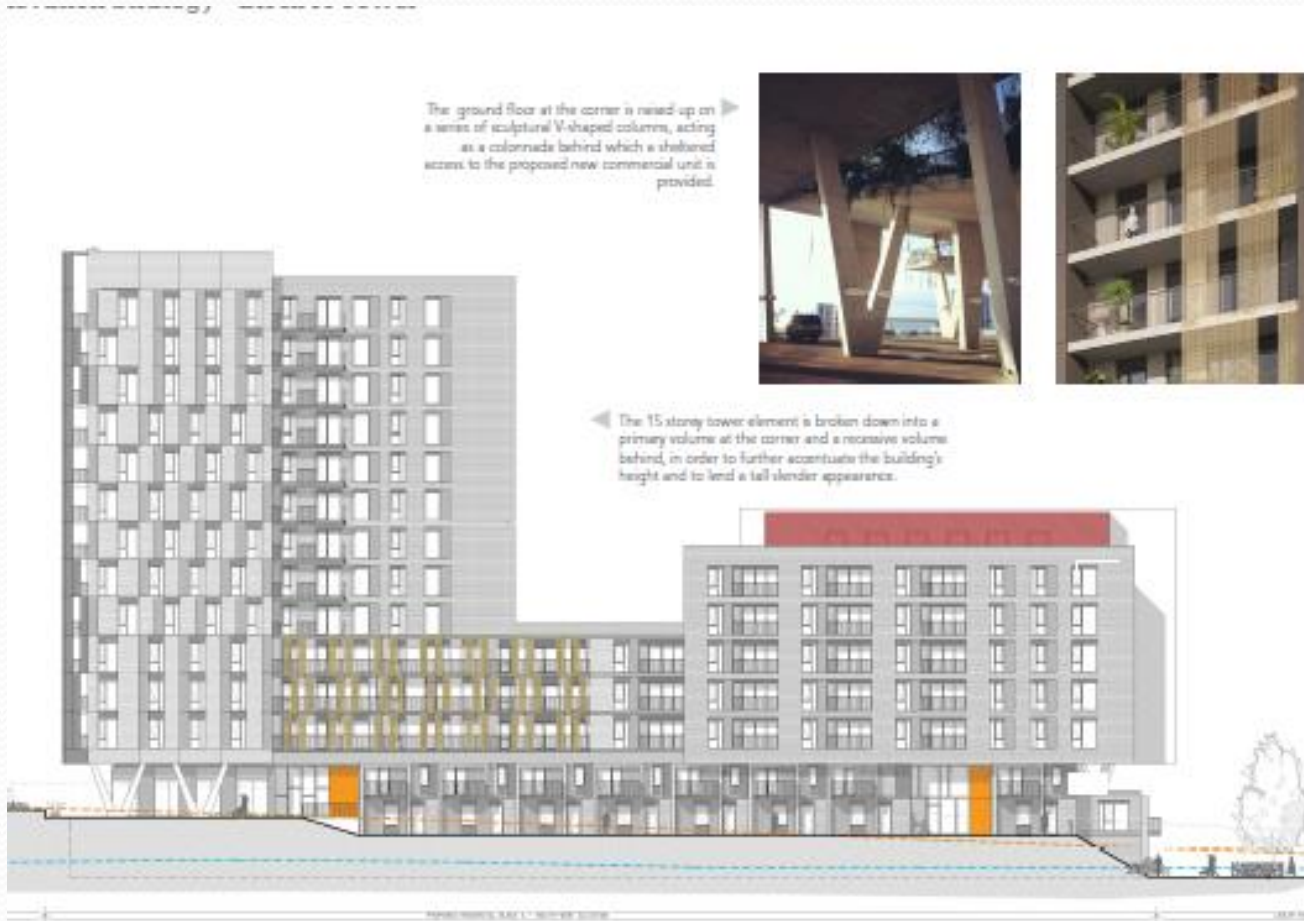 The ground floor at the corner is raised up on
a series of sculptural V-shaped columns, acting
as a colonnade behind which a sheltered
access to the proposed new commercial unit is
provided.
The 15 storey tower element is broken down into a
primary volume at the corner and a recessive volume
behind, in order to further accentuate the building's
height and to lend a tall slender appearance.